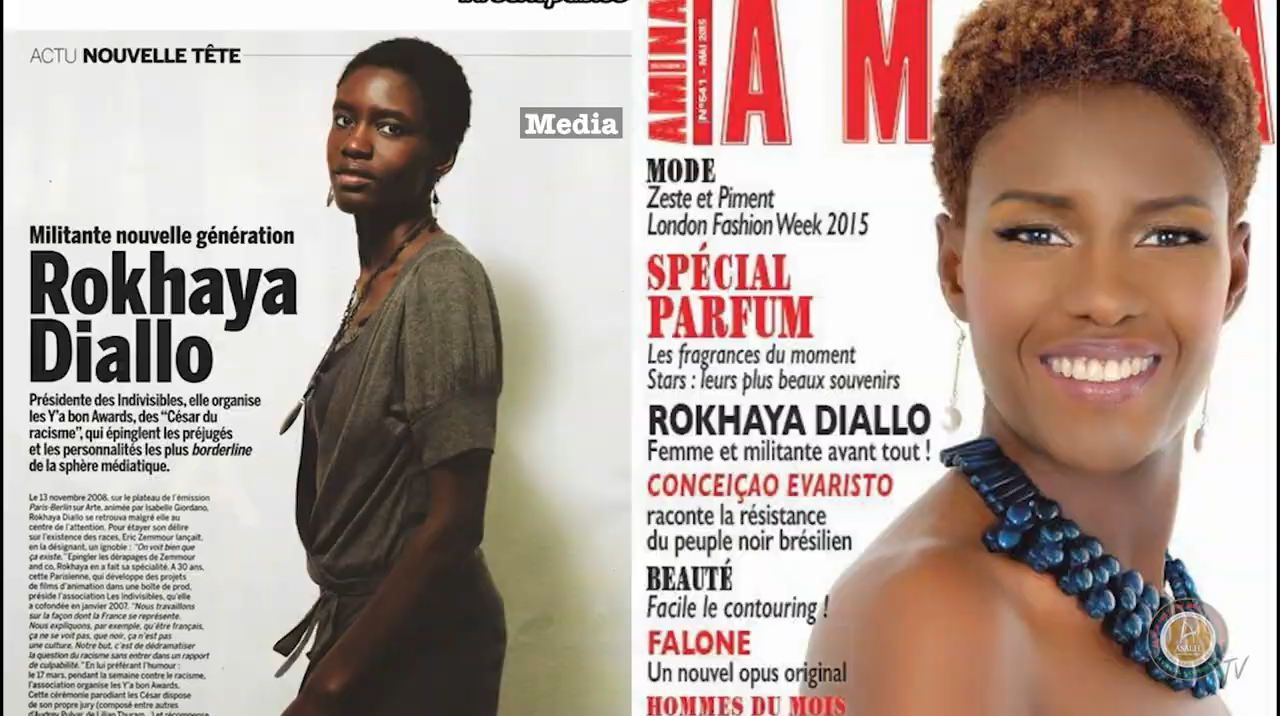 ACTU NOUVELLE TÊTE
Media
Militante nouvelle génération
Rokhaya
Diallo
Présidente des Indivisibles, elle organise
les Y'a bon Awards, des “César du
racisme”, qui épinglent les préjugés
et les personnalités les plus borderline
de la sphère médiatique.
Le 13 novembre 2008, sur le plateau de l'émission
Paris-Berlin sur Arte, animée par Isabelle Giordano,
Rokhaya Diallo se retrouva malgré elle au
centre de l'attention. Pour étayer son délire
sur l'existence des races, Eric Zemmour lançait,
en la désignant, un ignoble : "On voit bien que
ça existe." Epingler les dérapages de Zemmour
and co, Rokhaya en a fait sa spécialité. A 30 ans,
cette Parisienne, qui développe des projets
de films d'animation dans une boîte de prod,
préside l'association Les Indivisibles, qu'elle
a cofondée en janvier 2007. "Nous travaillons
sur la façon dont la France se représente.
Nous expliquons, par exemple, qu'être français,
ça ne se voit pas, que noir, ça n'est pas
une culture. Notre but, c'est de dédramatiser
la question du racisme sans entrer dans un rapport
de culpabilité." En lui préférant l'humour :
le 17 mars, pendant la semaine contre le racisme,
l'association organise les Y'a bon Awards.
Cette cérémonie parodiant les César dispose
de son propre jury (composé entre autres
AMINA
N°541 - MAI 2015
A M A
MODE
Zeste et Piment
London Fashion Week 2015
SPÉCIAL
PARFUM
Les fragrances du moment
Stars : leurs plus beaux souvenirs
ROKHAYA DIALLO
Femme et militante avant tout !
CONCEIÇAO EVARISTO
raconte la résistance
du peuple noir brésilien
BEAUTÉ
Facile le contouring !
FALONE
Un nouvel opus original
HOMMES DU MOIS
ASALH
TV